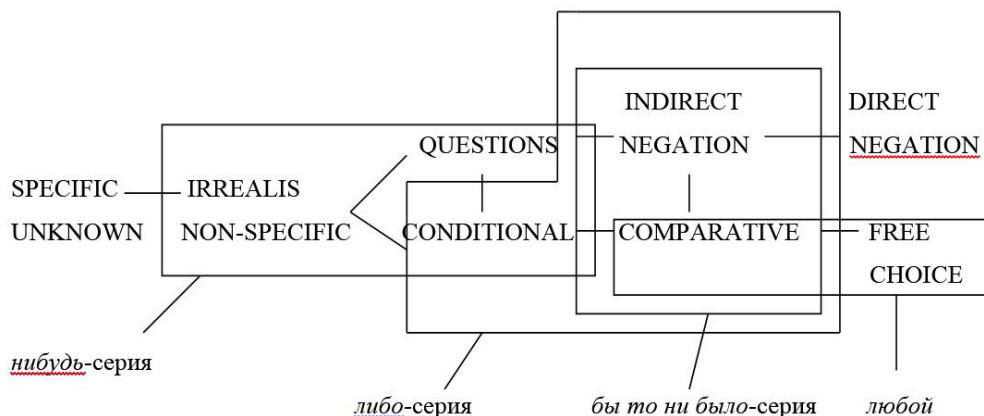 INDIRECT DIRECT
QUESTIONS NEGATION NEGATION
SPECIFIC IRREALIS
UNKNOWN NON-SPECIFIC CONDITIONAL COMPARATIVE FREE
CHOICE
нибудь-серия
либо-серия бы то ни было-серия любой